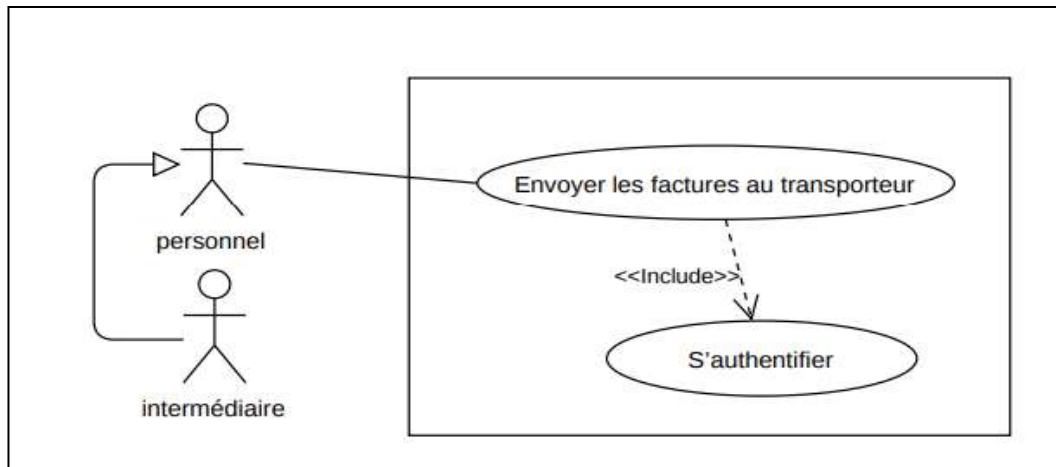 Envoyer les factures au transporteur
personnel
<<Include>>
S'authentifier
intermédiaire